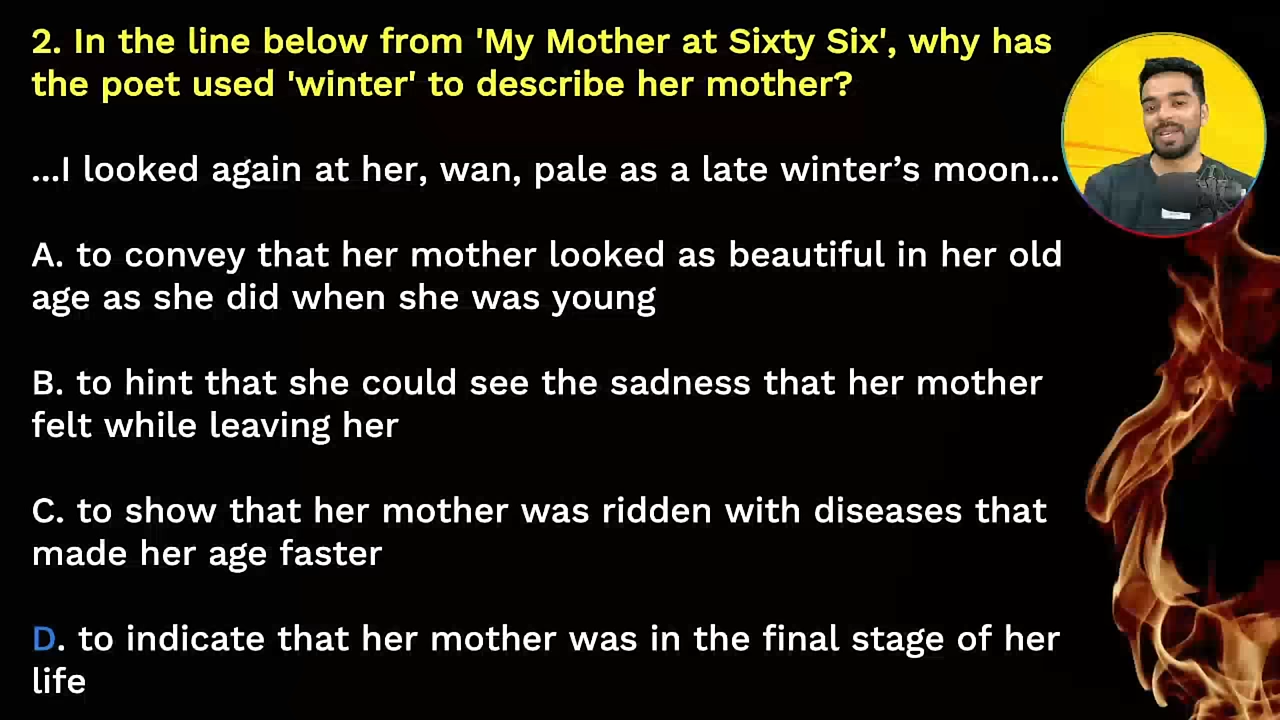 2. In the line below from 'My Mother at Sixty Six', why has
the poet used 'winter' to describe her mother?
...I looked again at her, wan, pale as a late winter’s moon...
A. to convey that her mother looked as beautiful in her old
age as she did when she was young
B. to hint that she could see the sadness that her mother
felt while leaving her
C. to show that her mother was ridden with diseases that
made her age faster
D. to indicate that her mother was in the final stage of her
life